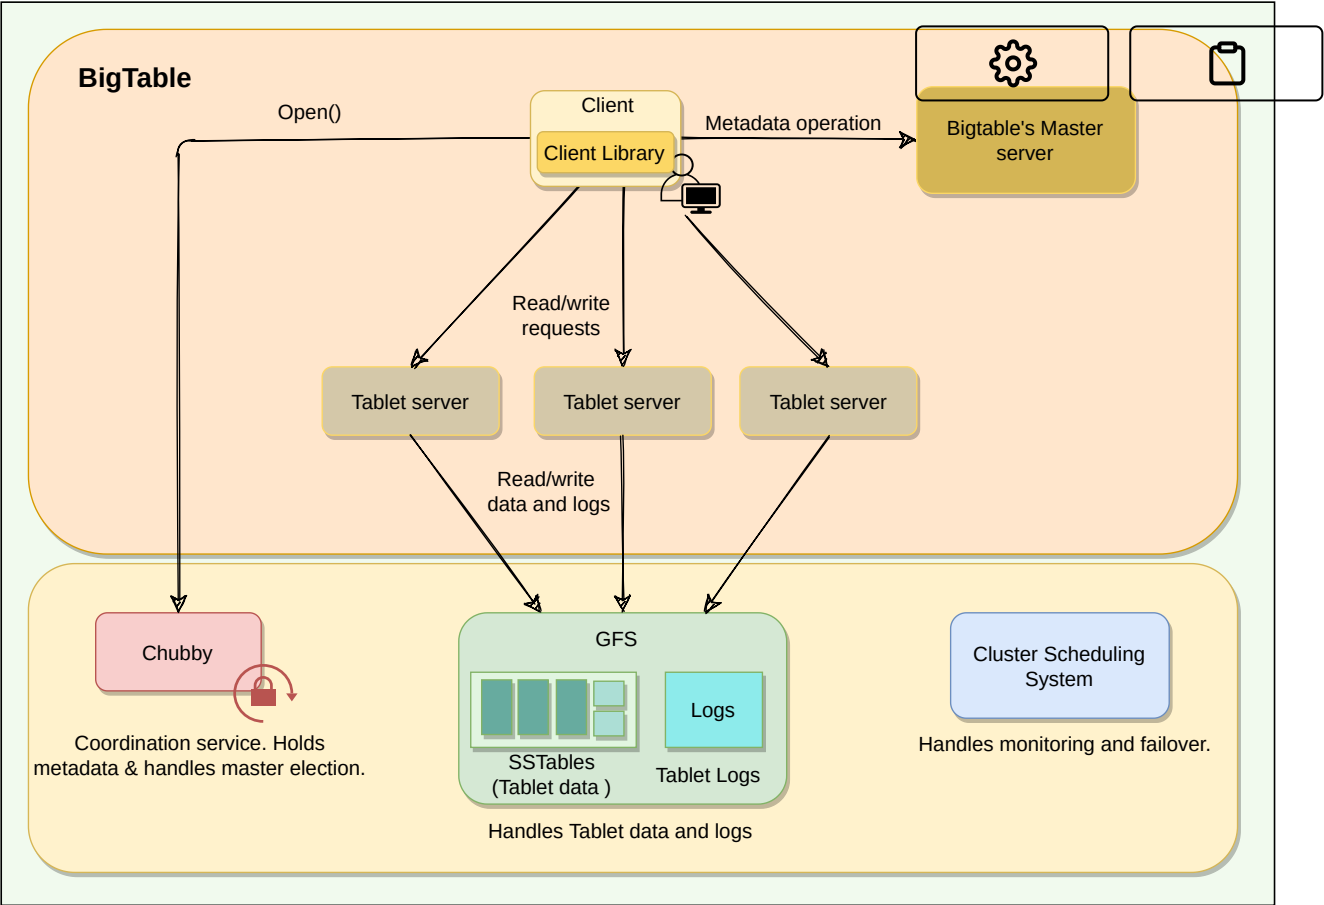 BigTable
Open()
Client
Client Library
Metadata operation
Bigtable's Master
server
Read/write
requests
Tablet server
Tablet server
Tablet server
Read/write
data and logs
Chubby
Coordination service. Holds
metadata & handles master election.
GFS
Logs
SSTables
(Tablet data )
Tablet Logs
Handles Tablet data and logs
Cluster Scheduling
System
Handles monitoring and failover.